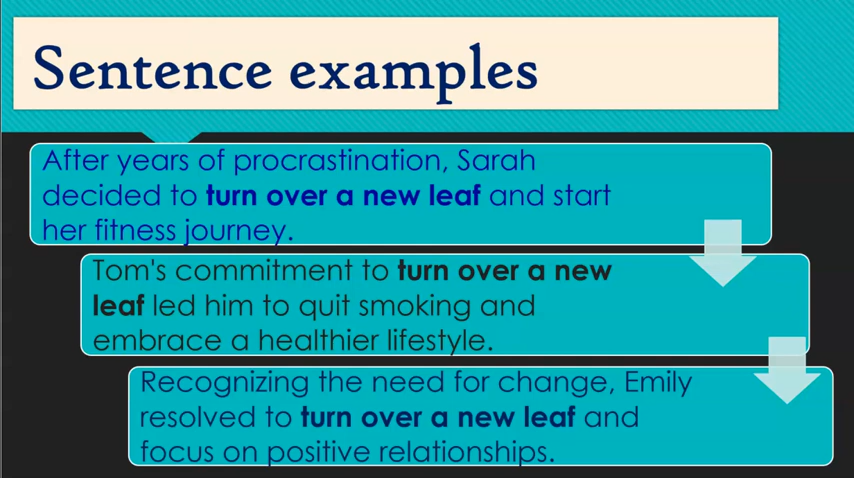 Sentence examples
After years of procrastination, Sarah
decided to turn over a new leaf and start
her fitness journey.
Tom's commitment to turn over a new
leaf led him to quit smoking and
embrace a healthier lifestyle.
Recognizing the need for change, Emily
resolved to turn over a new leaf and
focus on positive relationships.